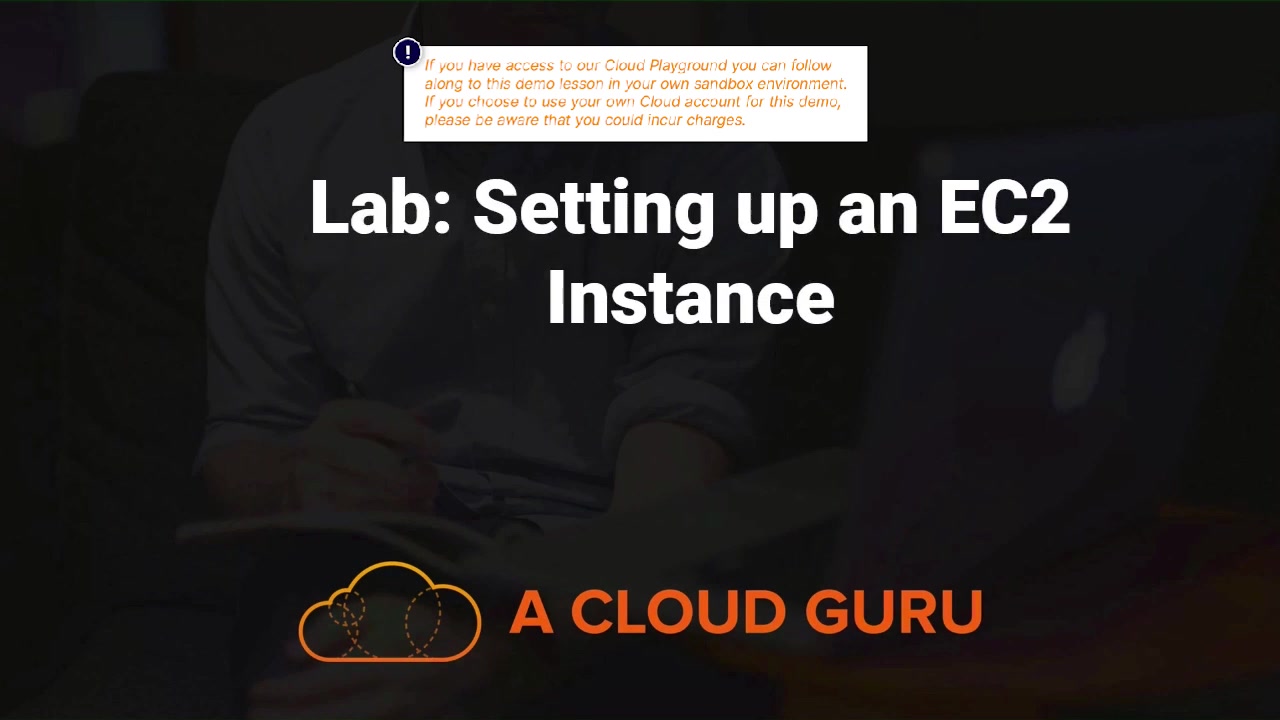 !
If you have access to our Cloud Playground you can follow
along to this demo lesson in your own sandbox environment.
If you choose to use your own Cloud account for this demo,
please be aware that you could incur charges.
Lab: Setting up an EC2
Instance
A CLOUD GURU